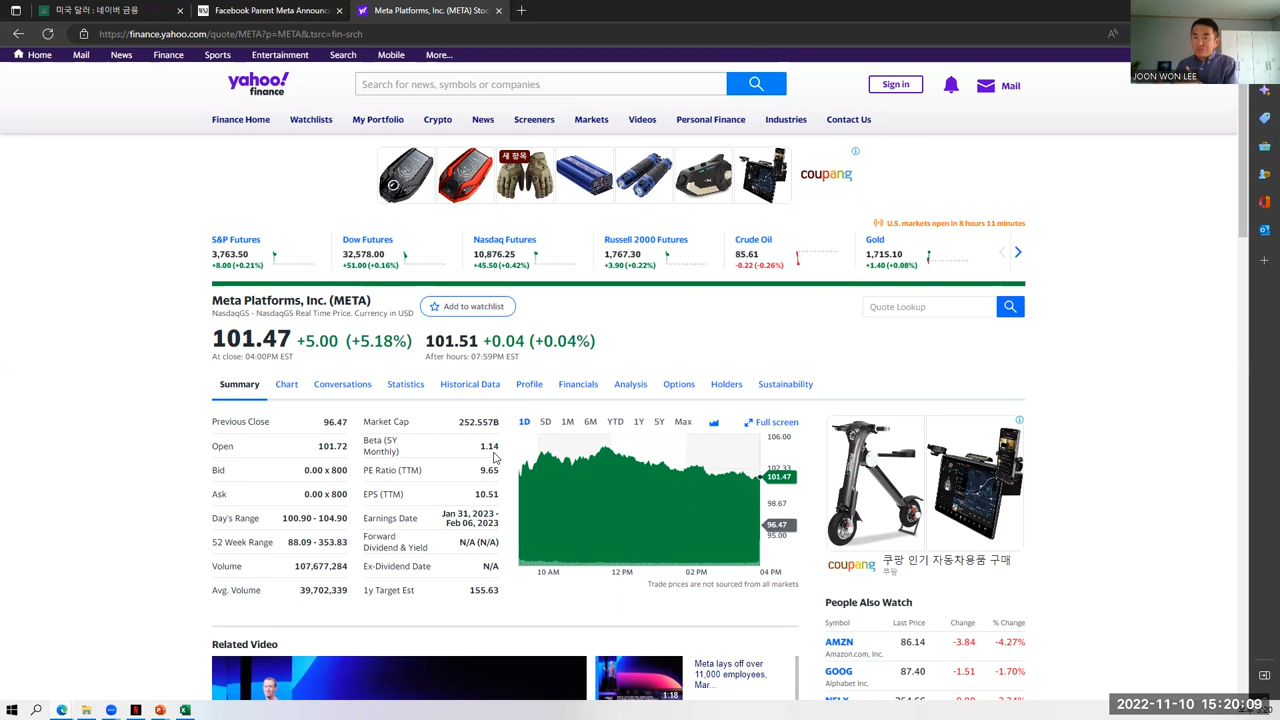 미국 달러 : 네이버 금융
WSJ
Facebook Parent Meta Announc
Meta Platforms, Inc. (META) Stoc
https://finance.yahoo.com/quote/META?p=META&.tsrc=fin-srch
JOON WON LEE
Home Mail News Finance Sports Entertainment Search Mobile More...
yahoo!
finance
Search for news, symbols or companies
Sign in
Mail
Finance Home Watchlists My Portfolio Crypto News Screeners Markets Videos Personal Finance Industries Contact Us
새 항목
coupang
U.S. markets open in 8 hours 11 minutes
S&P Futures
3,763.50
+8.00 (+0.21%)
Dow Futures
32,578.00
+51.00 (+0.16%)
Nasdaq Futures
10,876.25
+45.50 (+0.42%)
Russell 2000 Futures
1,767.30
+3.90 (+0.22%)
Crude Oil
85.61
-0.22 (-0.26%)
Gold
1,715.10
+1.40 (+0.08%)
Meta Platforms, Inc. (META)
NasdaqGS - NasdaqGS Real Time Price. Currency in USD
Add to watchlist
Quote Lookup
101.47 +5.00 (+5.18%)
At close: 04:00PM EST
101.51 +0.04 (+0.04%)
After hours: 07:59PM EST
Summary Chart Conversations Statistics Historical Data Profile Financials Analysis Options Holders Sustainability
Previous Close 96.47
Open 101.72
Bid 0.00 x 800
Ask 0.00 x 800
Day's Range 100.90 - 104.90
52 Week Range 88.09 - 353.83
Volume 107,677,284
Avg. Volume 39,702,339
Market Cap 252.557B
Beta (5Y
Monthly) 1.14
PE Ratio (TTM) 9.65
EPS (TTM) 10.51
Earnings Date Jan 31, 2023 -
Feb 06, 2023
Forward
Dividend & Yield N/A (N/A)
Ex-Dividend Date N/A
1y Target Est 155.63
1D 5D 1M 6M YTD 1Y 5Y Max
Full screen
106.00
102.33
101.47
98.67
96.47
95.00
10 AM 12 PM 02 PM 04 PM
Trade prices are not sourced from all markets
coupang
쿠팡 인기 자동차용품 구매
쿠팡
People Also Watch
Symbol Last Price Change % Change
AMZN 86.14 -3.84 -4.27%
Amazon.com, Inc.
GOOG 87.40 -1.51 -1.70%
Alphabet Inc.
Related Video
Meta lays off over
11,000 employees,
Mar...
1:18
2022-11-10 15:20:09